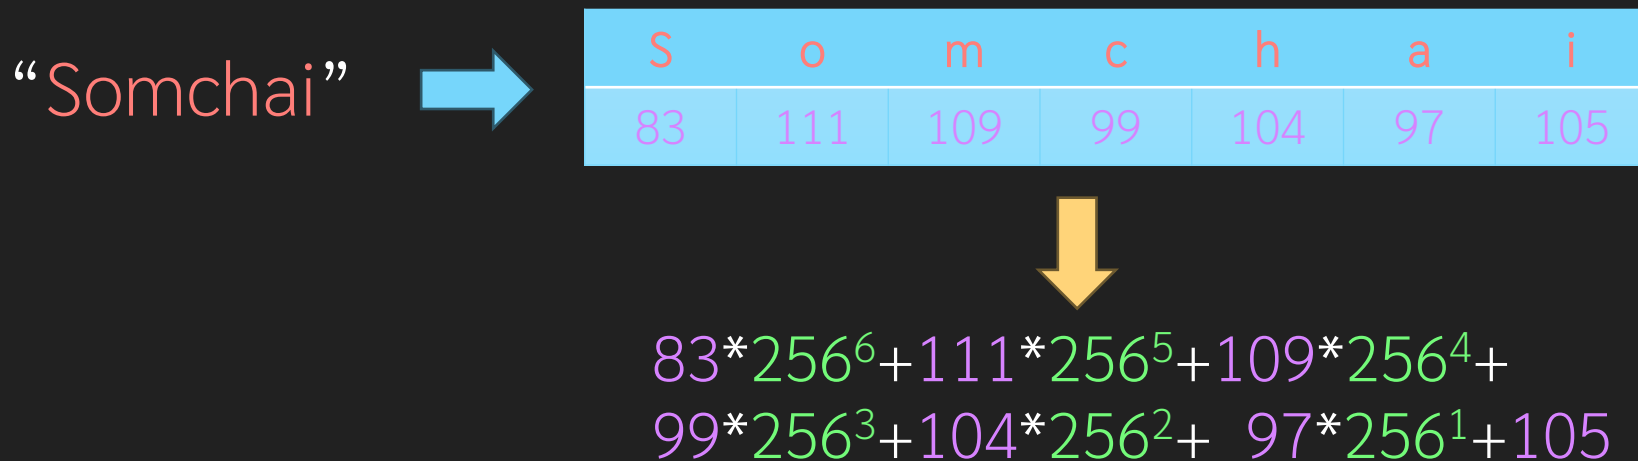 “Somchai”
S o m c h a i
83 111 109 99 104 97 105
83*256⁶+111*256⁵+109*256⁴+
99*256³+104*256²+ 97*256¹+105